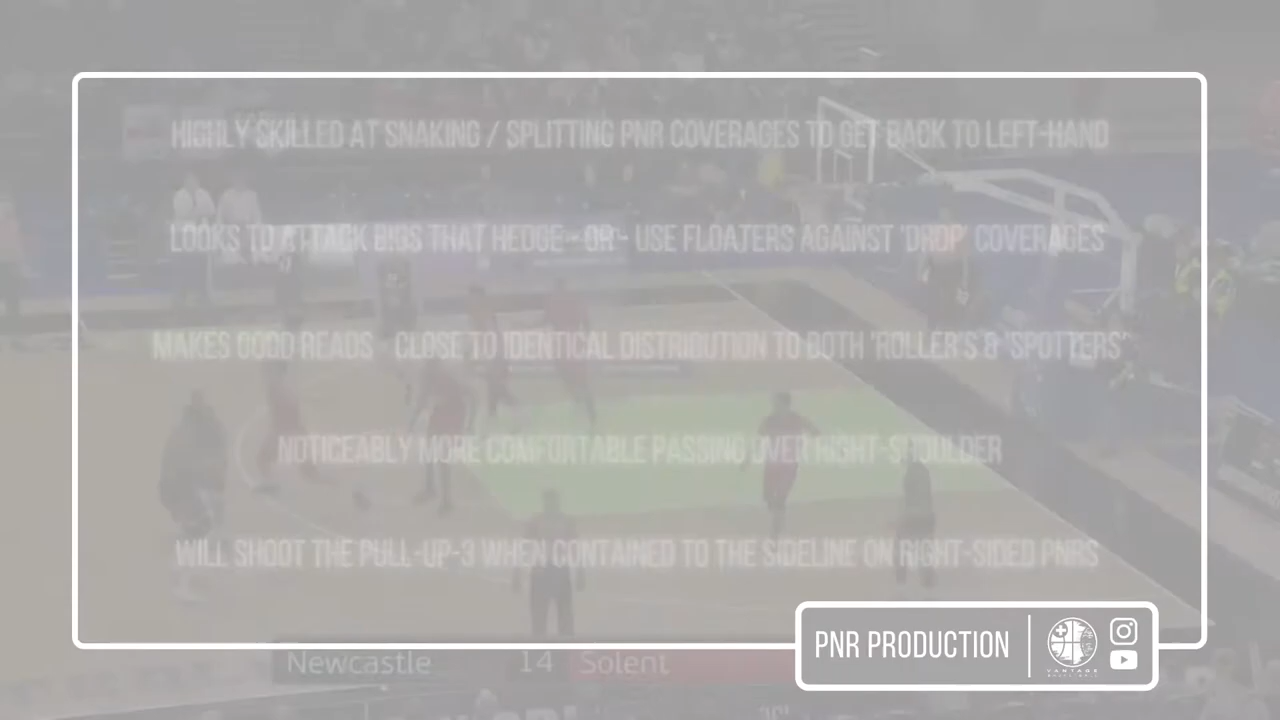 HIGHLY SKILLED AT SNAKING / SPLITTING PNR COVERAGES TO GET BACK TO LEFT-HAND
LOOKS TO ATTACK BIGS THAT HEDGE - OR - USE FLOATERS AGAINST 'DROP' COVERAGES
MAKES GOOD READS CLOSE TO IDENTICAL DISTRIBUTION TO BOTH 'ROLLER'S & 'SPOTTERS'
NOTICEABLY MORE COMFORTABLE PASSING OVER RIGHT-SHOULDER
WILL SHOOT THE PULL-UP-3 WHEN CONTAINED TO THE SIDELINE ON RIGHT-SIDED PNRS
PNR PRODUCTION
VANTAGE
Newcastle 14 Solent